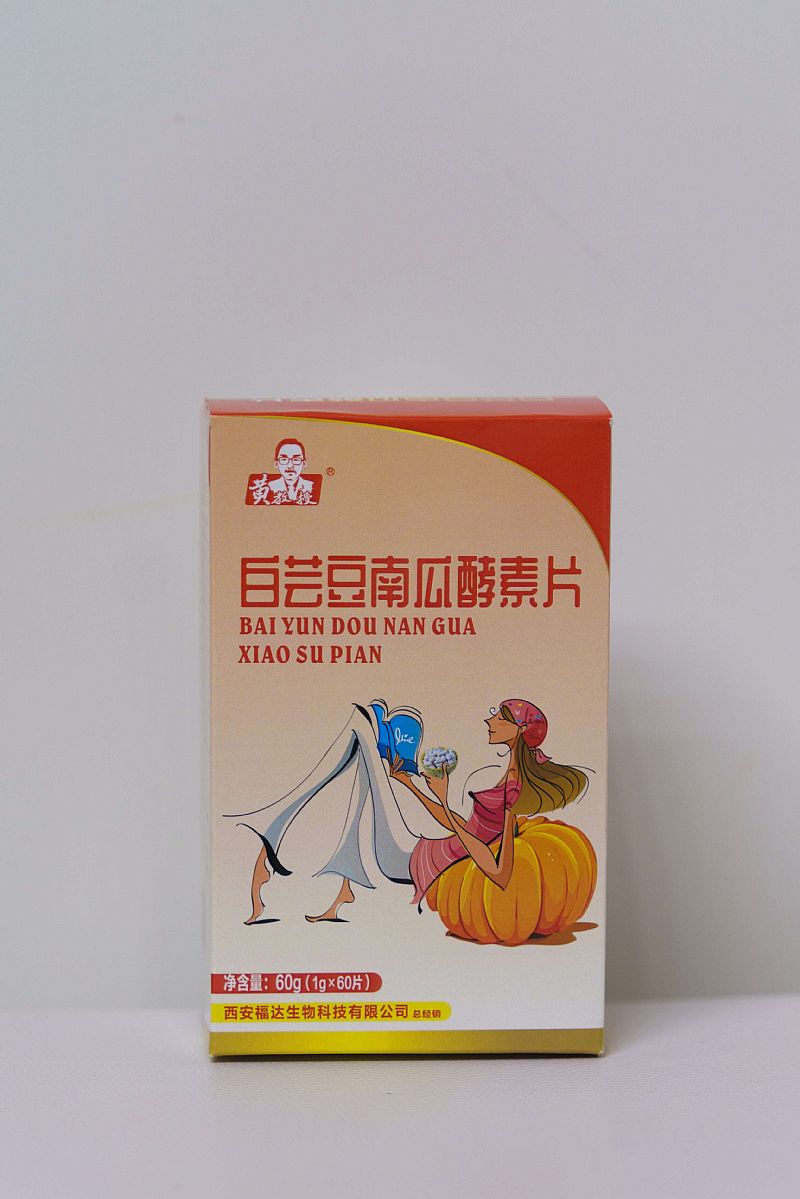 黄教授®
白芸豆南瓜酵素片
BAI YUN DOU NAN GUA
XIAO SU PIAN
净含量：60g（1g×60片）
西安福达生物科技有限公司 总经销